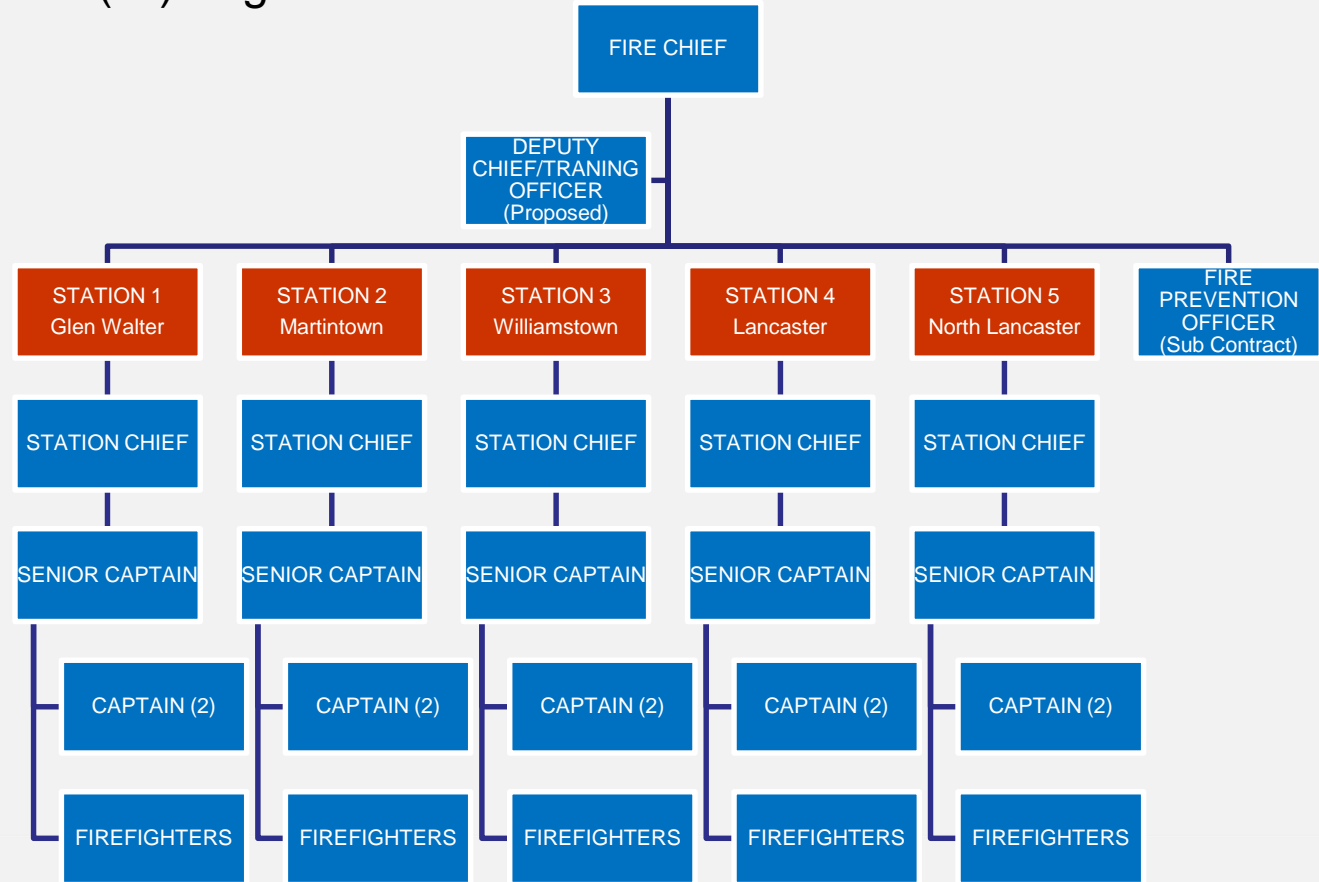 FIRE CHIEF
DEPUTY
CHIEF/TRANING
OFFICER
(Proposed)
STATION 1
Glen Walter
STATION 2
Martintown
STATION 3
Williamstown
STATION 4
Lancaster
STATION 5
North Lancaster
FIRE
PREVENTION
OFFICER
(Sub Contract)
STATION CHIEF
STATION CHIEF
STATION CHIEF
STATION CHIEF
STATION CHIEF
SENIOR CAPTAIN
SENIOR CAPTAIN
SENIOR CAPTAIN
SENIOR CAPTAIN
SENIOR CAPTAIN
CAPTAIN (2)
CAPTAIN (2)
CAPTAIN (2)
CAPTAIN (2)
CAPTAIN (2)
FIREFIGHTERS
FIREFIGHTERS
FIREFIGHTERS
FIREFIGHTERS
FIREFIGHTERS